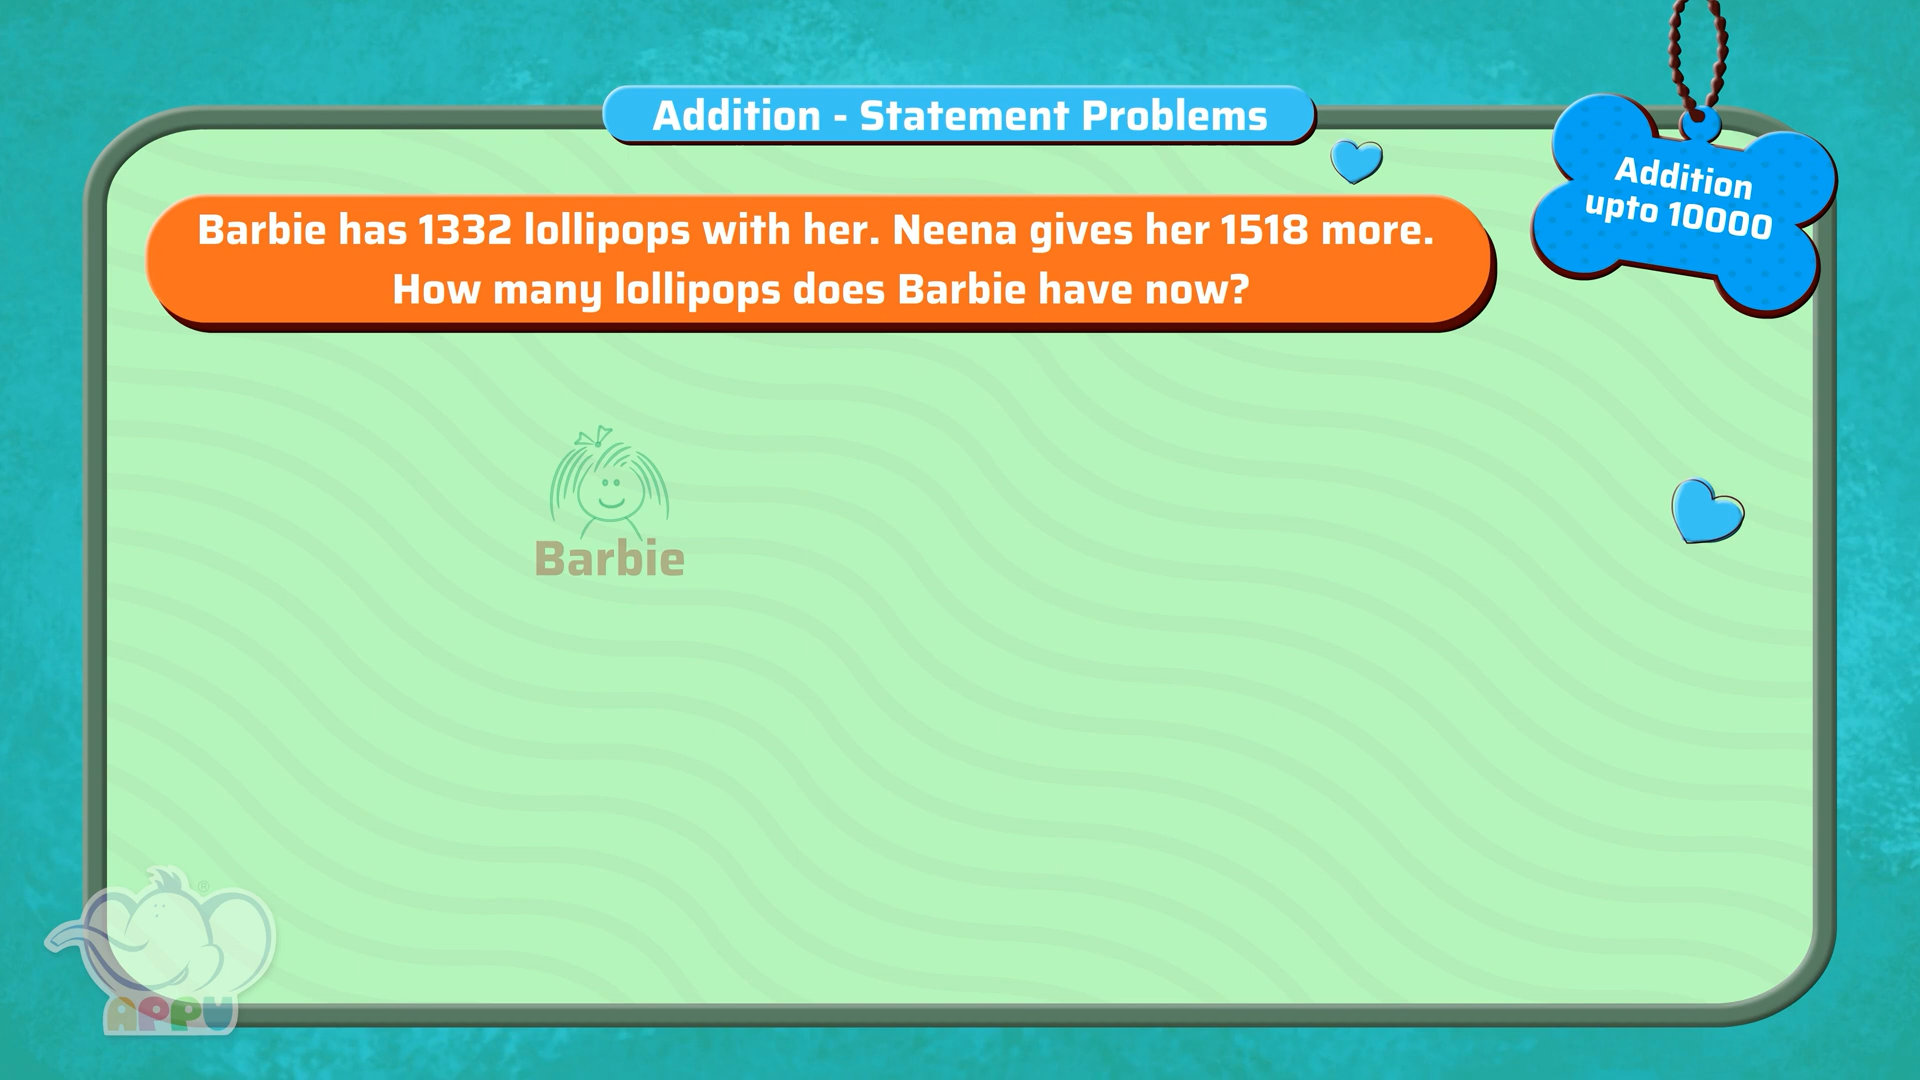 Addition - Statement Problems
Addition
upto 10000
Barbie has 1332 lollipops with her. Neena gives her 1518 more.
How many lollipops does Barbie have now?
Barbie
®
APPU